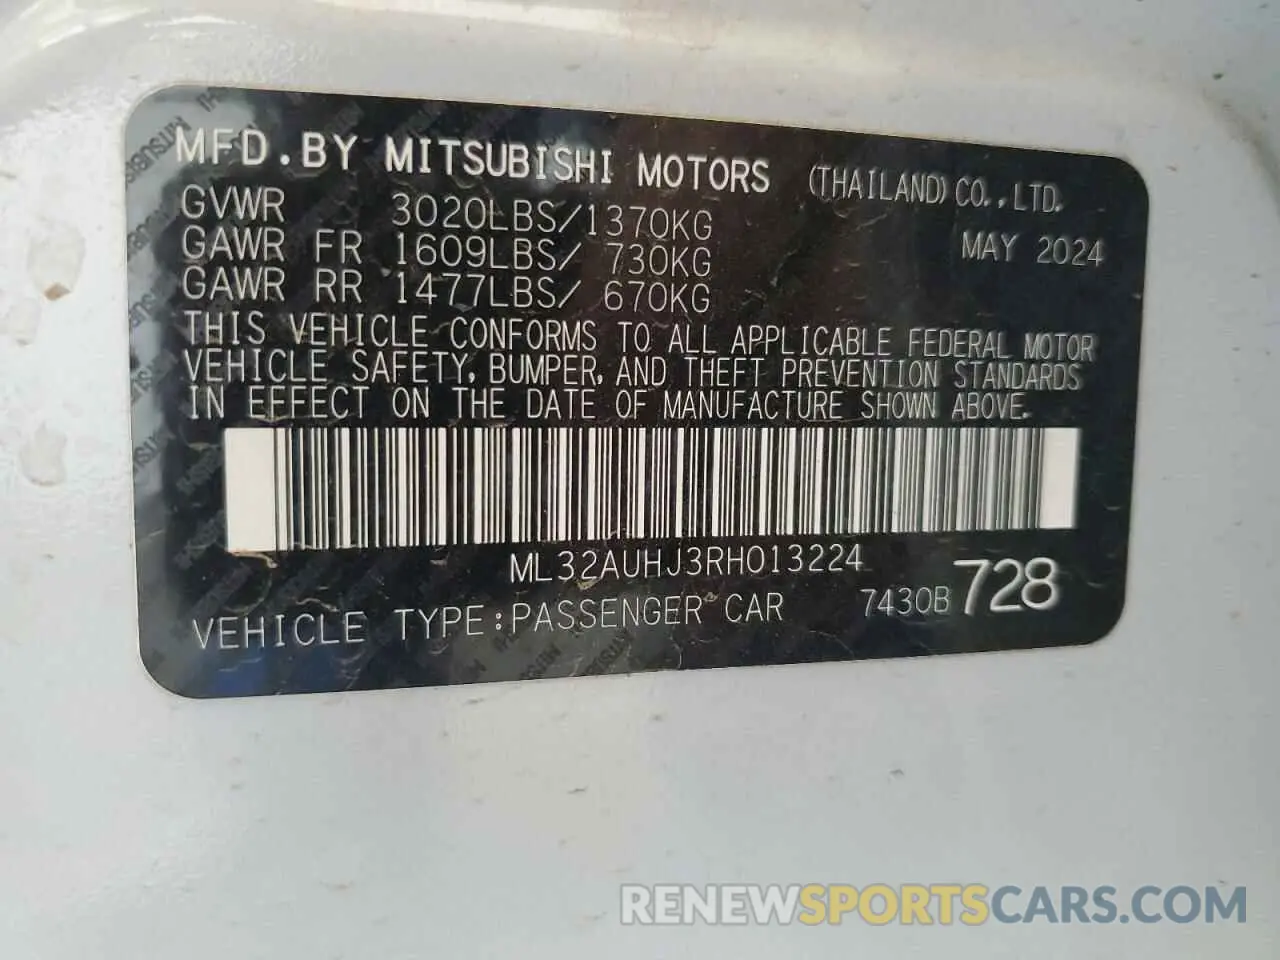 MFD.BY MITSUBISHI MOTORS (THAILAND) CO.,LTD.
GVWR 3020LBS/1370KG MAY 2024
GAWR FR 1609LBS/ 730KG
GAWR RR 1477LBS/ 670KG
THIS VEHICLE CONFORMS TO ALL APPLICABLE FEDERAL MOTOR
VEHICLE SAFETY, BUMPER, AND THEFT PREVENTION STANDARDS
IN EFFECT ON THE DATE OF MANUFACTURE SHOWN ABOVE.
ML32AUHJ3RH013224
VEHICLE TYPE:PASSENGER CAR 7430B 728
RENEWSPORTSCARS.COM